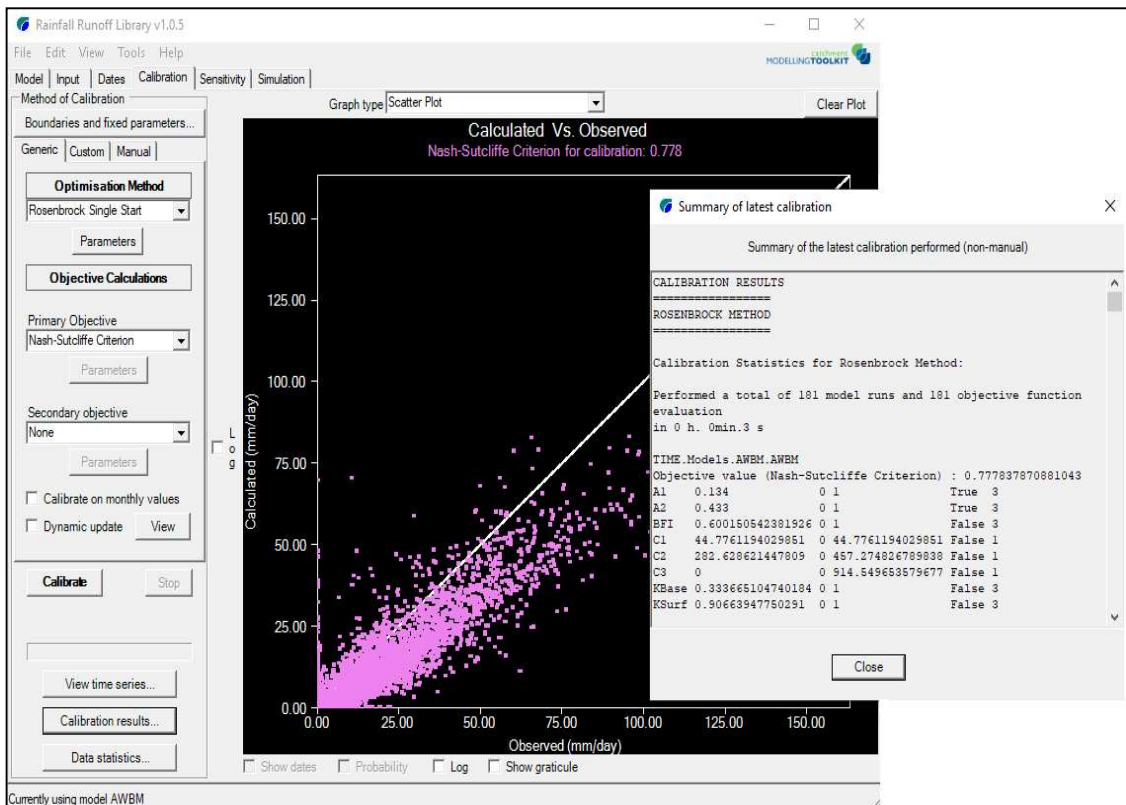 Rainfall Runoff Library v1.0.5
File Edit View Tools Help
catchment
MODELLINGTOOLKIT
Model Input Dates Calibration Sensitivity Simulation
Method of Calibration
Boundaries and fixed parameters...
Generic Custom Manual
Optimisation Method
Rosenbrock Single Start
Parameters
Objective Calculations
Primary Objective
Nash-Sutcliffe Criterion
Parameters
Secondary objective
None
Parameters
Calibrate on monthly values
Dynamic update View
Calibrate Stop
View time series...
Calibration results...
Data statistics...
Graph type Scatter Plot
Clear Plot
Calculated Vs. Observed
Nash-Sutcliffe Criterion for calibration: 0.778
150.00
125.00
100.00
75.00
50.00
25.00
0.00
Calculated (mm/day)
Log
0.00 25.00 50.00 75.00 100.00 125.00 150.00
Observed (mm/day)
Show dates Probability Log Show graticule
Currently using model AWBM
Summary of latest calibration
Summary of the latest calibration performed (non-manual)
CALIBRATION RESULTS
=================
ROSENBROCK METHOD
=================
Calibration Statistics for Rosenbrock Method:
Performed a total of 181 model runs and 181 objective function
evaluation
in 0 h. 0min.3 s
TIME.Models.AWBM.AWBM
Objective value (Nash-Sutcliffe Criterion) : 0.777837870881043
A1 0.134 0 1 True 3
A2 0.433 0 1 True 3
BFI 0.600150542381926 0 1 False 3
C1 44.7761194029851 0 44.7761194029851 False 1
C2 282.628621447809 0 457.274826789838 False 1
C3 0 0 914.549653579677 False 1
KBase 0.333665104740184 0 1 False 3
KSurf 0.90663947750291 0 1 False 3
Close